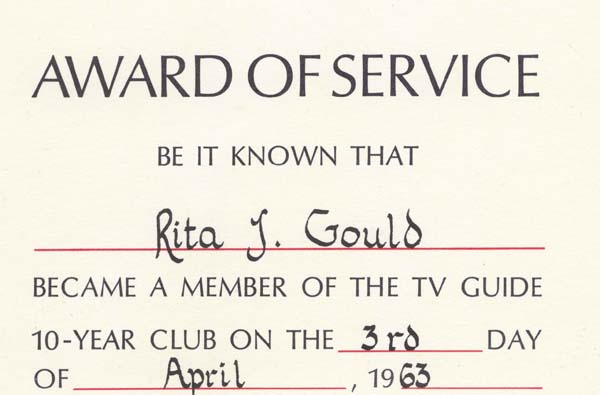 AWARD OF SERVICE
BE IT KNOWN THAT
Rita J. Gould
BECAME A MEMBER OF THE TV GUIDE
10-YEAR CLUB ON THE 3rd DAY
OF April, 1963